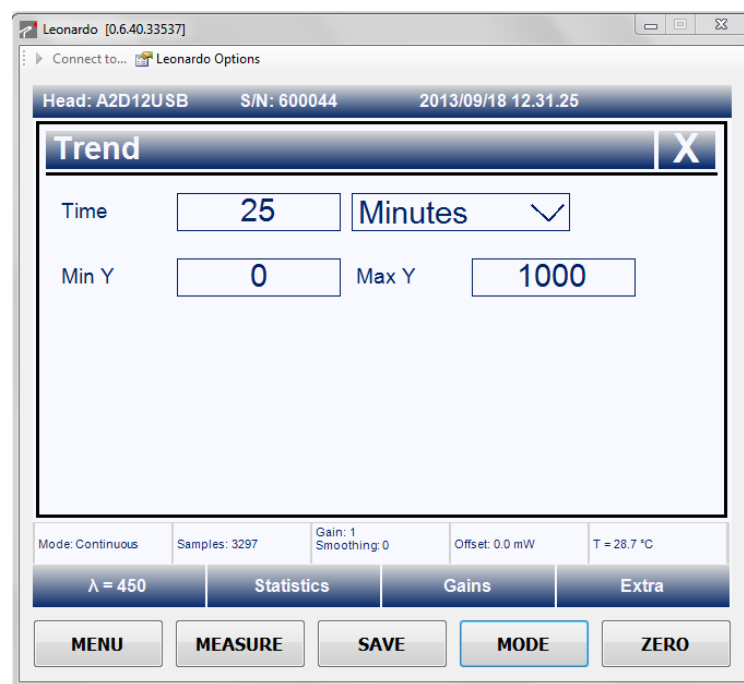 Leonardo [0.6.40.33537]
Connect to... Leonardo Options
Head: A2D12USB S/N: 600044 2013/09/18 12.31.25
Trend X
Time 25 Minutes
Min Y 0 Max Y 1000
Mode: Continuous Samples: 3297 Gain: 1
Smoothing: 0 Offset: 0.0 mW T = 28.7 °C
λ = 450 Statistics Gains Extra
MENU MEASURE SAVE MODE ZERO